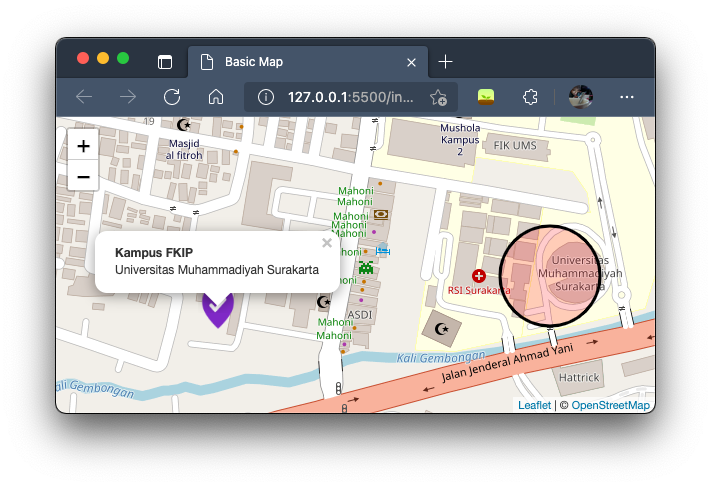 Basic Map
127.0.0.1:5500/in...
19
Masjid
al fitroh
Mushola
Kampus
2
FIK UMS
+
−
Mahoni
Mahoni
Mahoni
Mahoni
Mahoni
Mahoni
Mahoni
Kampus FKIP
Universitas Muhammadiyah Surakarta
Universitas
Muhammadiyah
Surakarta
RSI Surakarta
ASDI
Mahoni
Mahoni
Kali Gembongan
Jalan Jenderal Ahmad Yani
Kali Gembongan
Hattrick
Leaflet | © OpenStreetMap